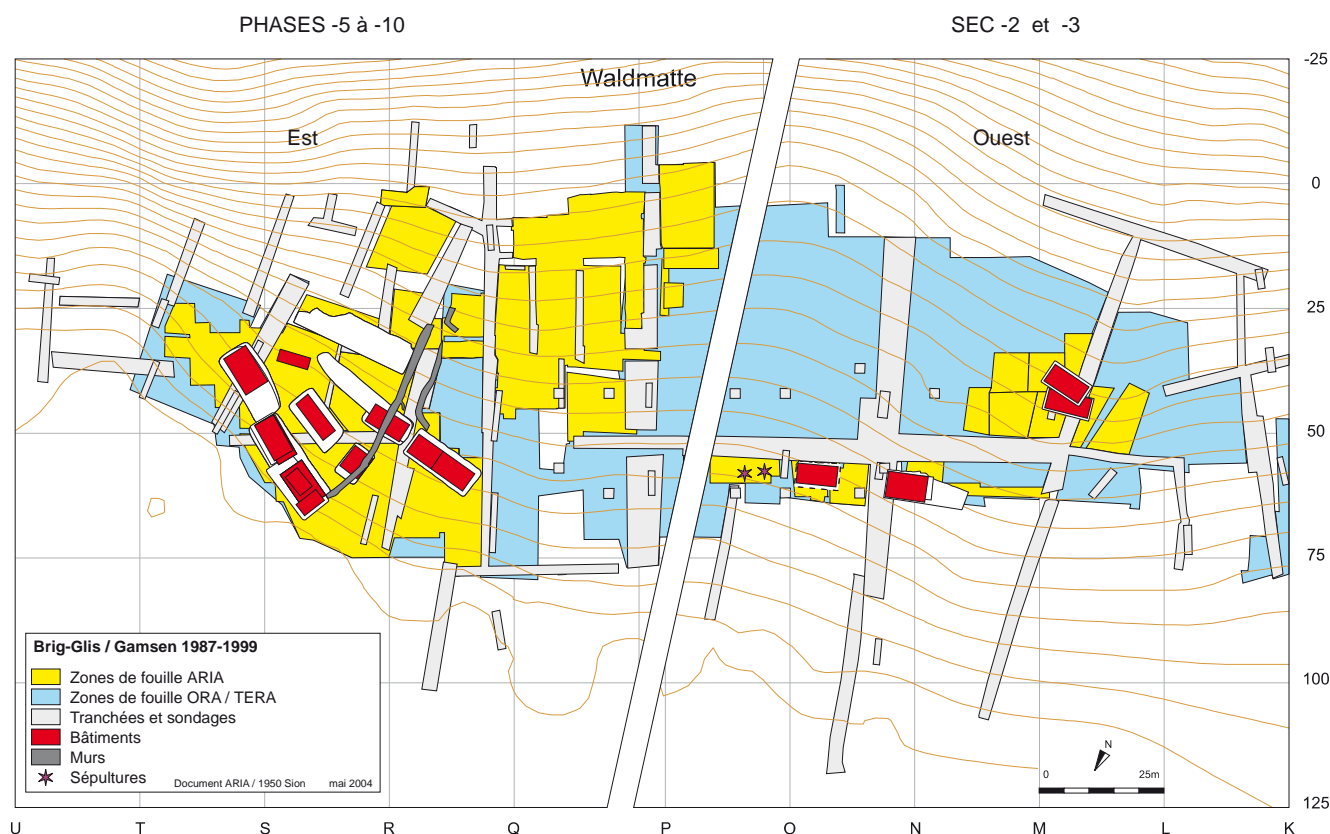 PHASES -5 à -10
SEC -2 et -3
Waldmatte
Est
Ouest
-25
0
25
50
75
100
125
Brig-Glis / Gamsen 1987-1999
Zones de fouille ARIA
Zones de fouille ORA / TERA
Tranchées et sondages
Bâtiments
Murs
Sépultures
Document ARIA / 1950 Sion mai 2004
N
0 25m
U T S R Q P O N M L K